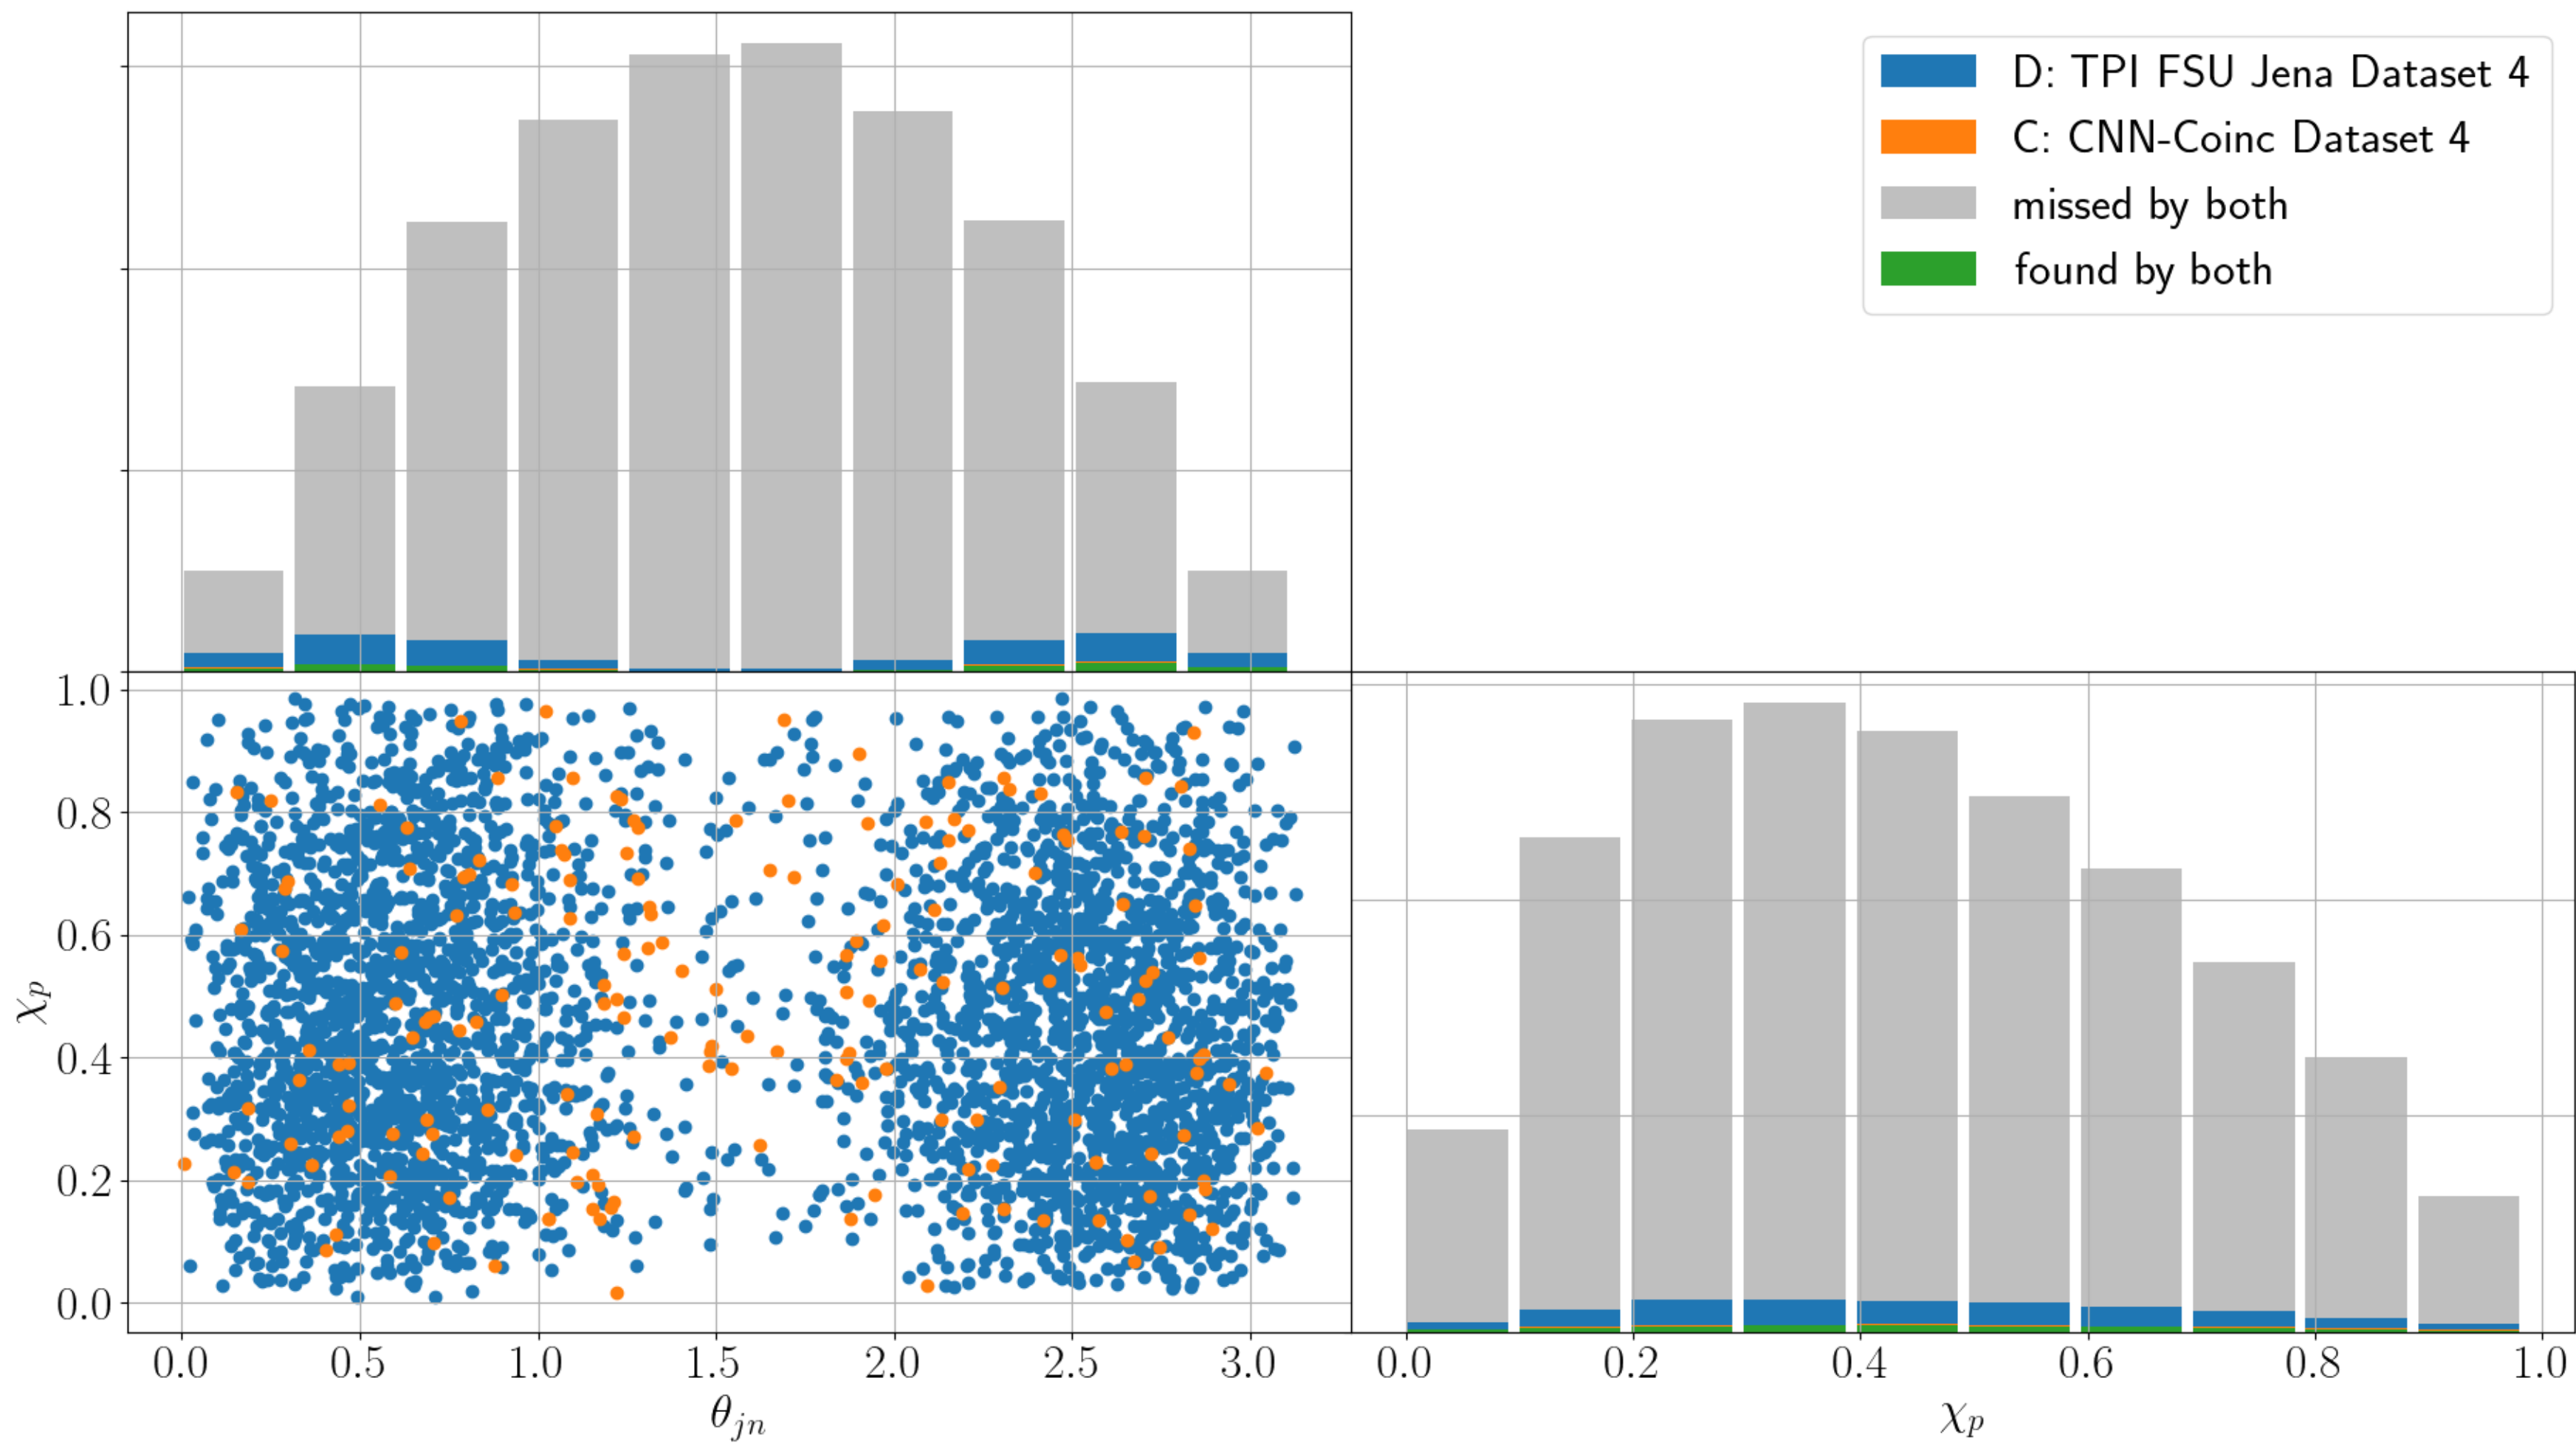 D: TPI FSU Jena Dataset 4
C: CNN-Coinc Dataset 4
missed by both
found by both
1.0
0.8
0.6
0.4
0.2
0.0
χp
0.0 0.5 1.0 1.5 2.0 2.5 3.0
θjn
0.0 0.2 0.4 0.6 0.8 1.0
χp